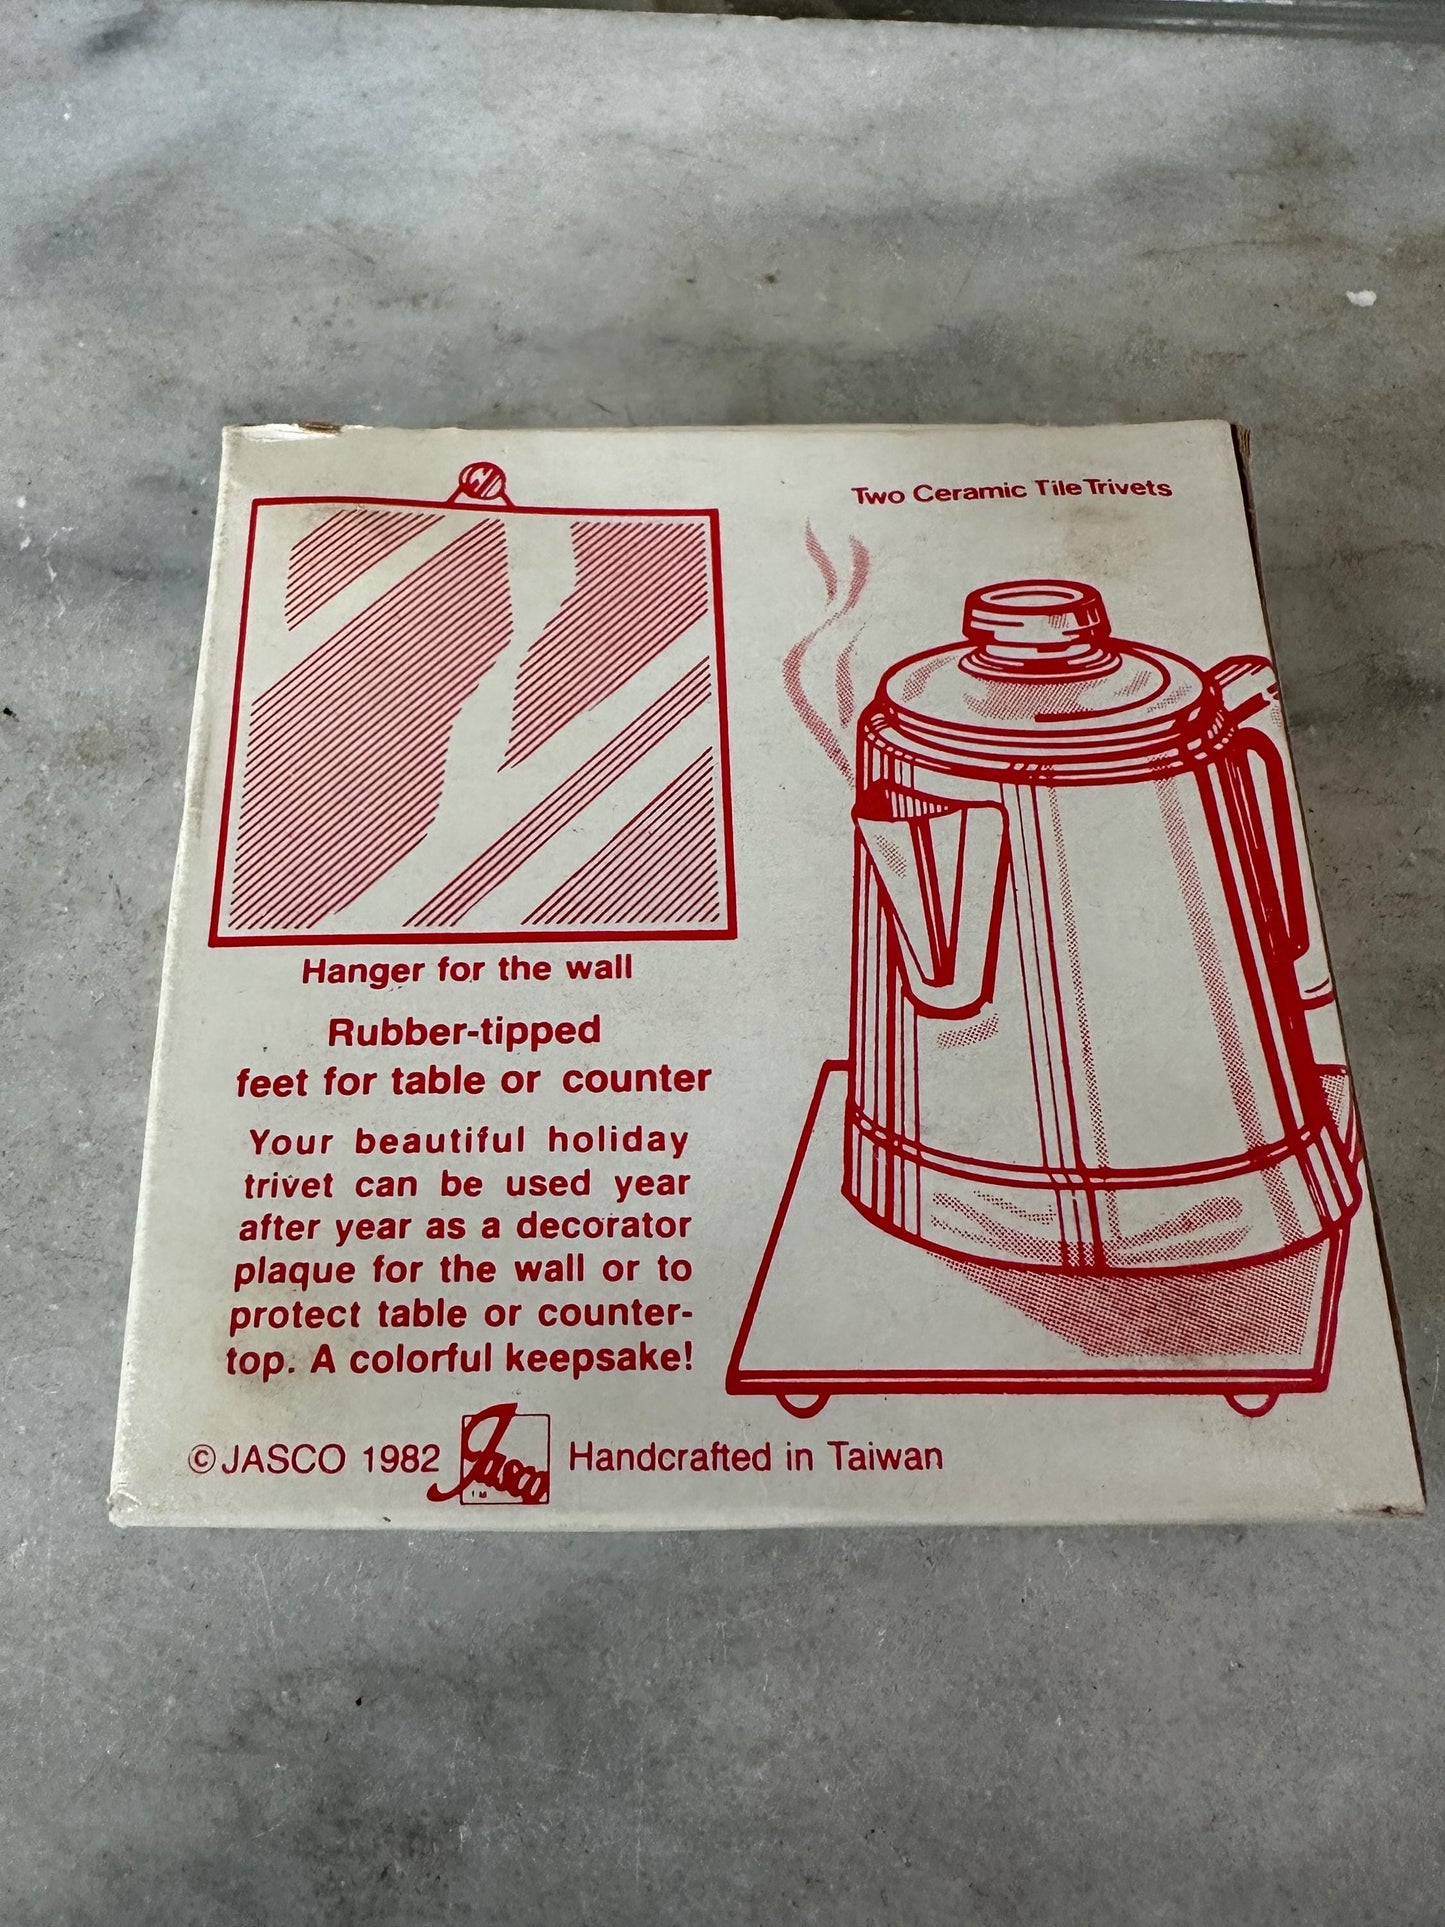 Two Ceramic Tile Trivets
Hanger for the wall
Rubber-tipped
feet for table or counter
Your beautiful holiday
trivet can be used year
after year as a decorator
plaque for the wall or to
protect table or counter-
top. A colorful keepsake!
© JASCO 1982 Jasco TM Handcrafted in Taiwan